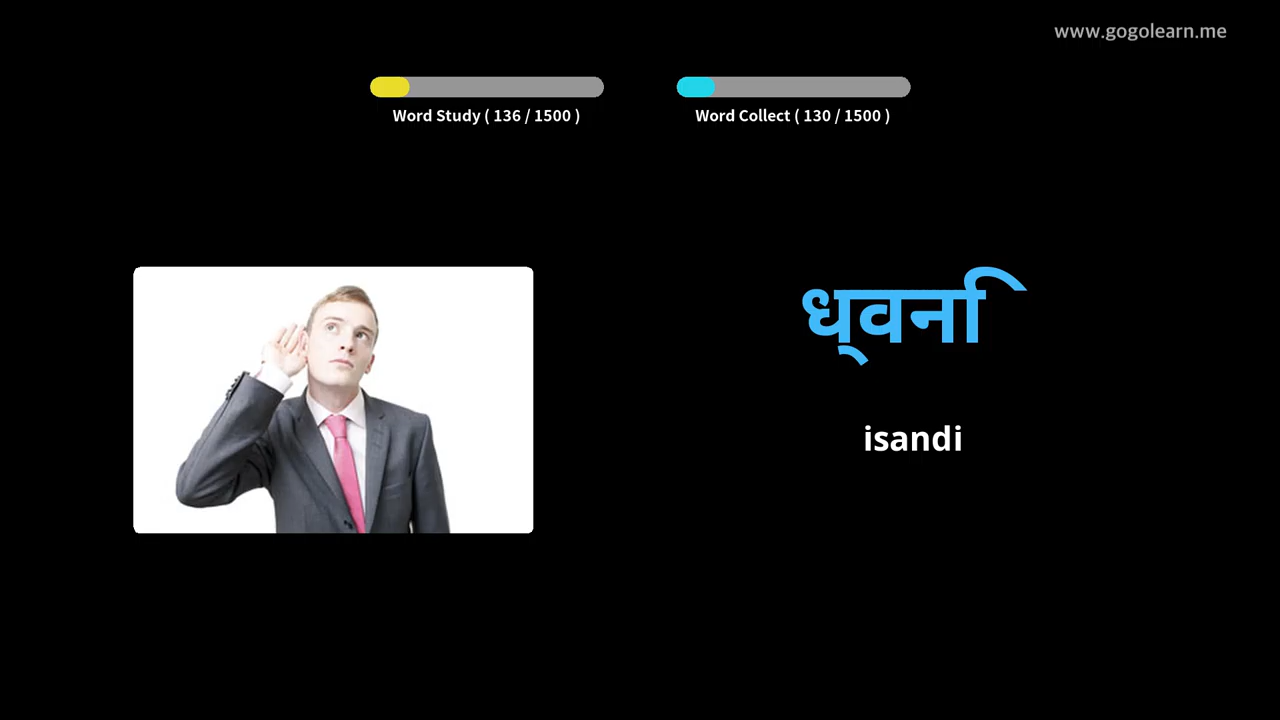 www.gogolearn.me
Word Study ( 136 / 1500 )
Word Collect ( 130 / 1500 )
ध्वनि
isandi